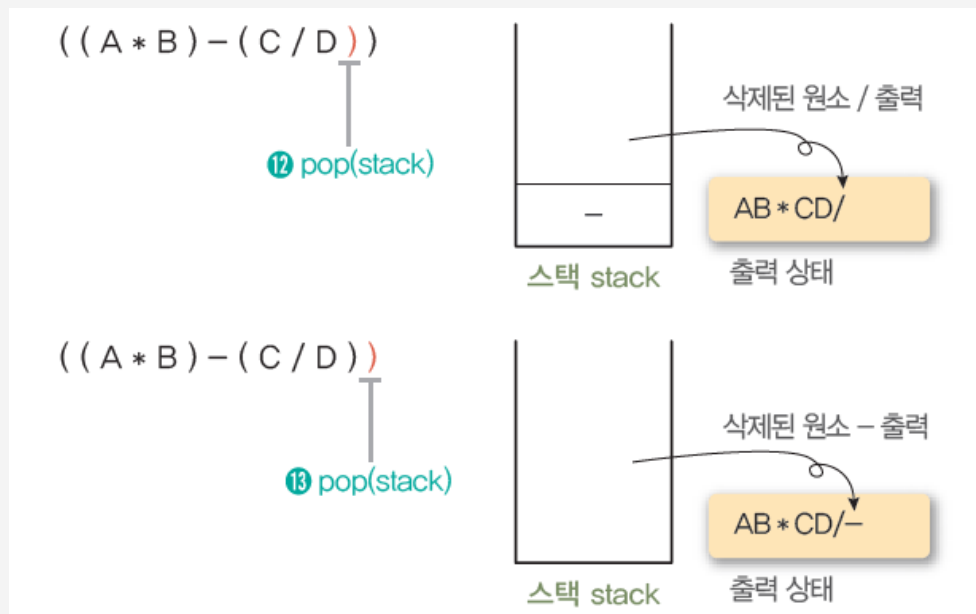 ((A*B)-(C/D))
⑫ pop(stack)
삭제된 원소 / 출력
-
AB*CD/
스택 stack
출력 상태
((A*B)-(C/D))
⑬ pop(stack)
삭제된 원소 - 출력
AB*CD/-
스택 stack
출력 상태